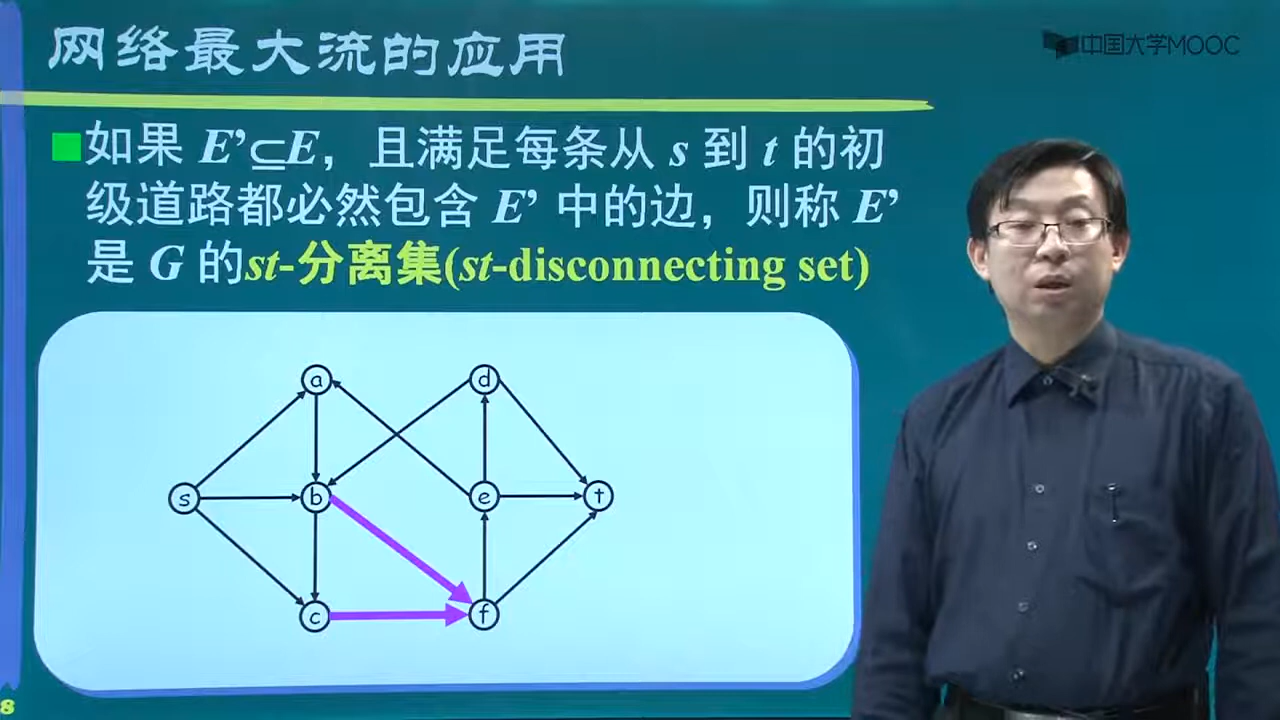 网络最大流的应用
中国大学MOOC
如果 E’⊆E，且满足每条从 s 到 t 的初
级道路都必然包含 E’ 中的边，则称 E’
是 G 的st-分离集(st-disconnecting set)
a
d
s
b
e
t
c
f
8